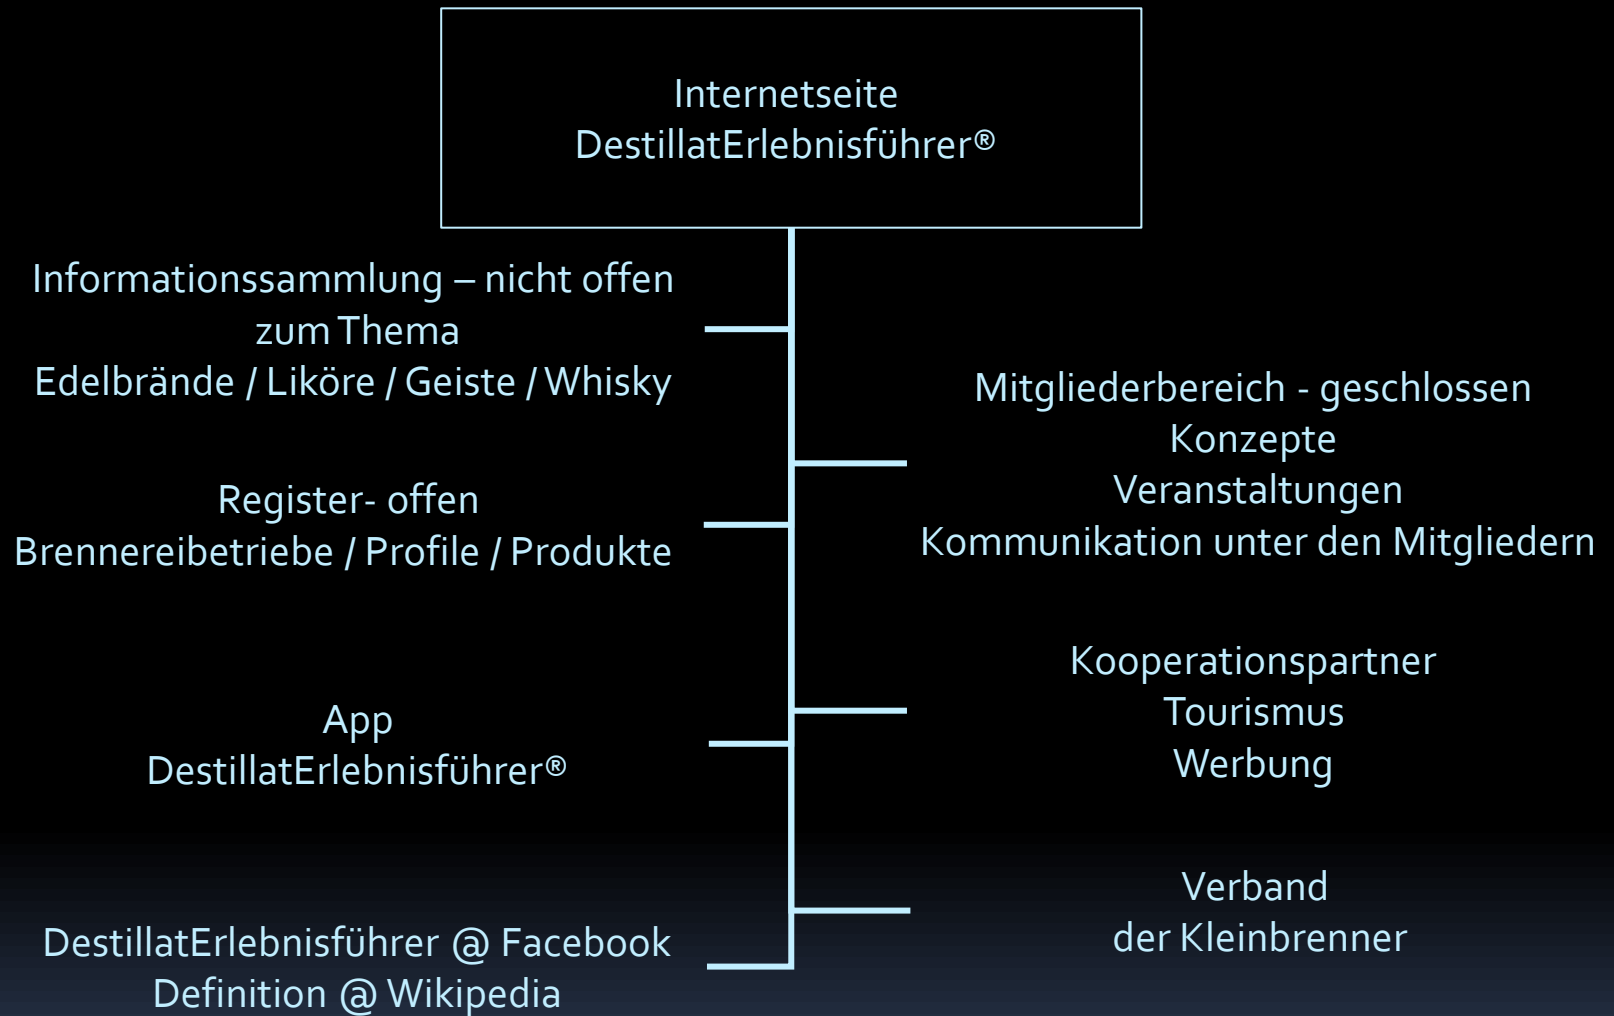 Internetseite
DestillatErlebnisführer®
Informationssammlung – nicht offen
zum Thema
Edelbrände / Liköre / Geiste / Whisky
Register- offen
Brennereibetriebe / Profile / Produkte
App
DestillatErlebnisführer®
DestillatErlebnisführer @ Facebook
Definition @ Wikipedia
Mitgliederbereich - geschlossen
Konzepte
Veranstaltungen
Kommunikation unter den Mitgliedern
Kooperationspartner
Tourismus
Werbung
Verband
der Kleinbrenner